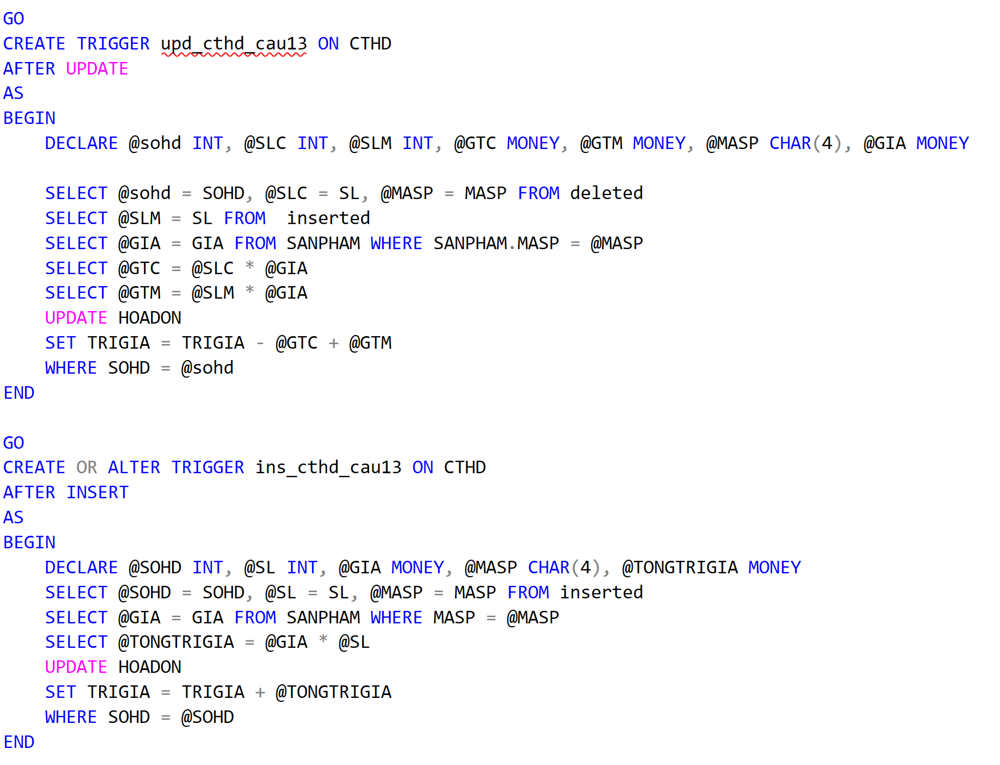 GO
CREATE TRIGGER upd_cthd_cau13 ON CTHD
AFTER UPDATE
AS
BEGIN
    DECLARE @sohd INT, @SLC INT, @SLM INT, @GTC MONEY, @GTM MONEY, @MASP CHAR(4), @GIA MONEY

    SELECT @sohd = SOHD, @SLC = SL, @MASP = MASP FROM deleted
    SELECT @SLM = SL FROM  inserted
    SELECT @GIA = GIA FROM SANPHAM WHERE SANPHAM.MASP = @MASP
    SELECT @GTC = @SLC * @GIA
    SELECT @GTM = @SLM * @GIA
    UPDATE HOADON
    SET TRIGIA = TRIGIA - @GTC + @GTM
    WHERE SOHD = @sohd
END

GO
CREATE OR ALTER TRIGGER ins_cthd_cau13 ON CTHD
AFTER INSERT
AS
BEGIN
    DECLARE @SOHD INT, @SL INT, @GIA MONEY, @MASP CHAR(4), @TONGTRIGIA MONEY
    SELECT @SOHD = SOHD, @SL = SL, @MASP = MASP FROM inserted
    SELECT @GIA = GIA FROM SANPHAM WHERE MASP = @MASP
    SELECT @TONGTRIGIA = @GIA * @SL
    UPDATE HOADON
    SET TRIGIA = TRIGIA + @TONGTRIGIA
    WHERE SOHD = @SOHD
END